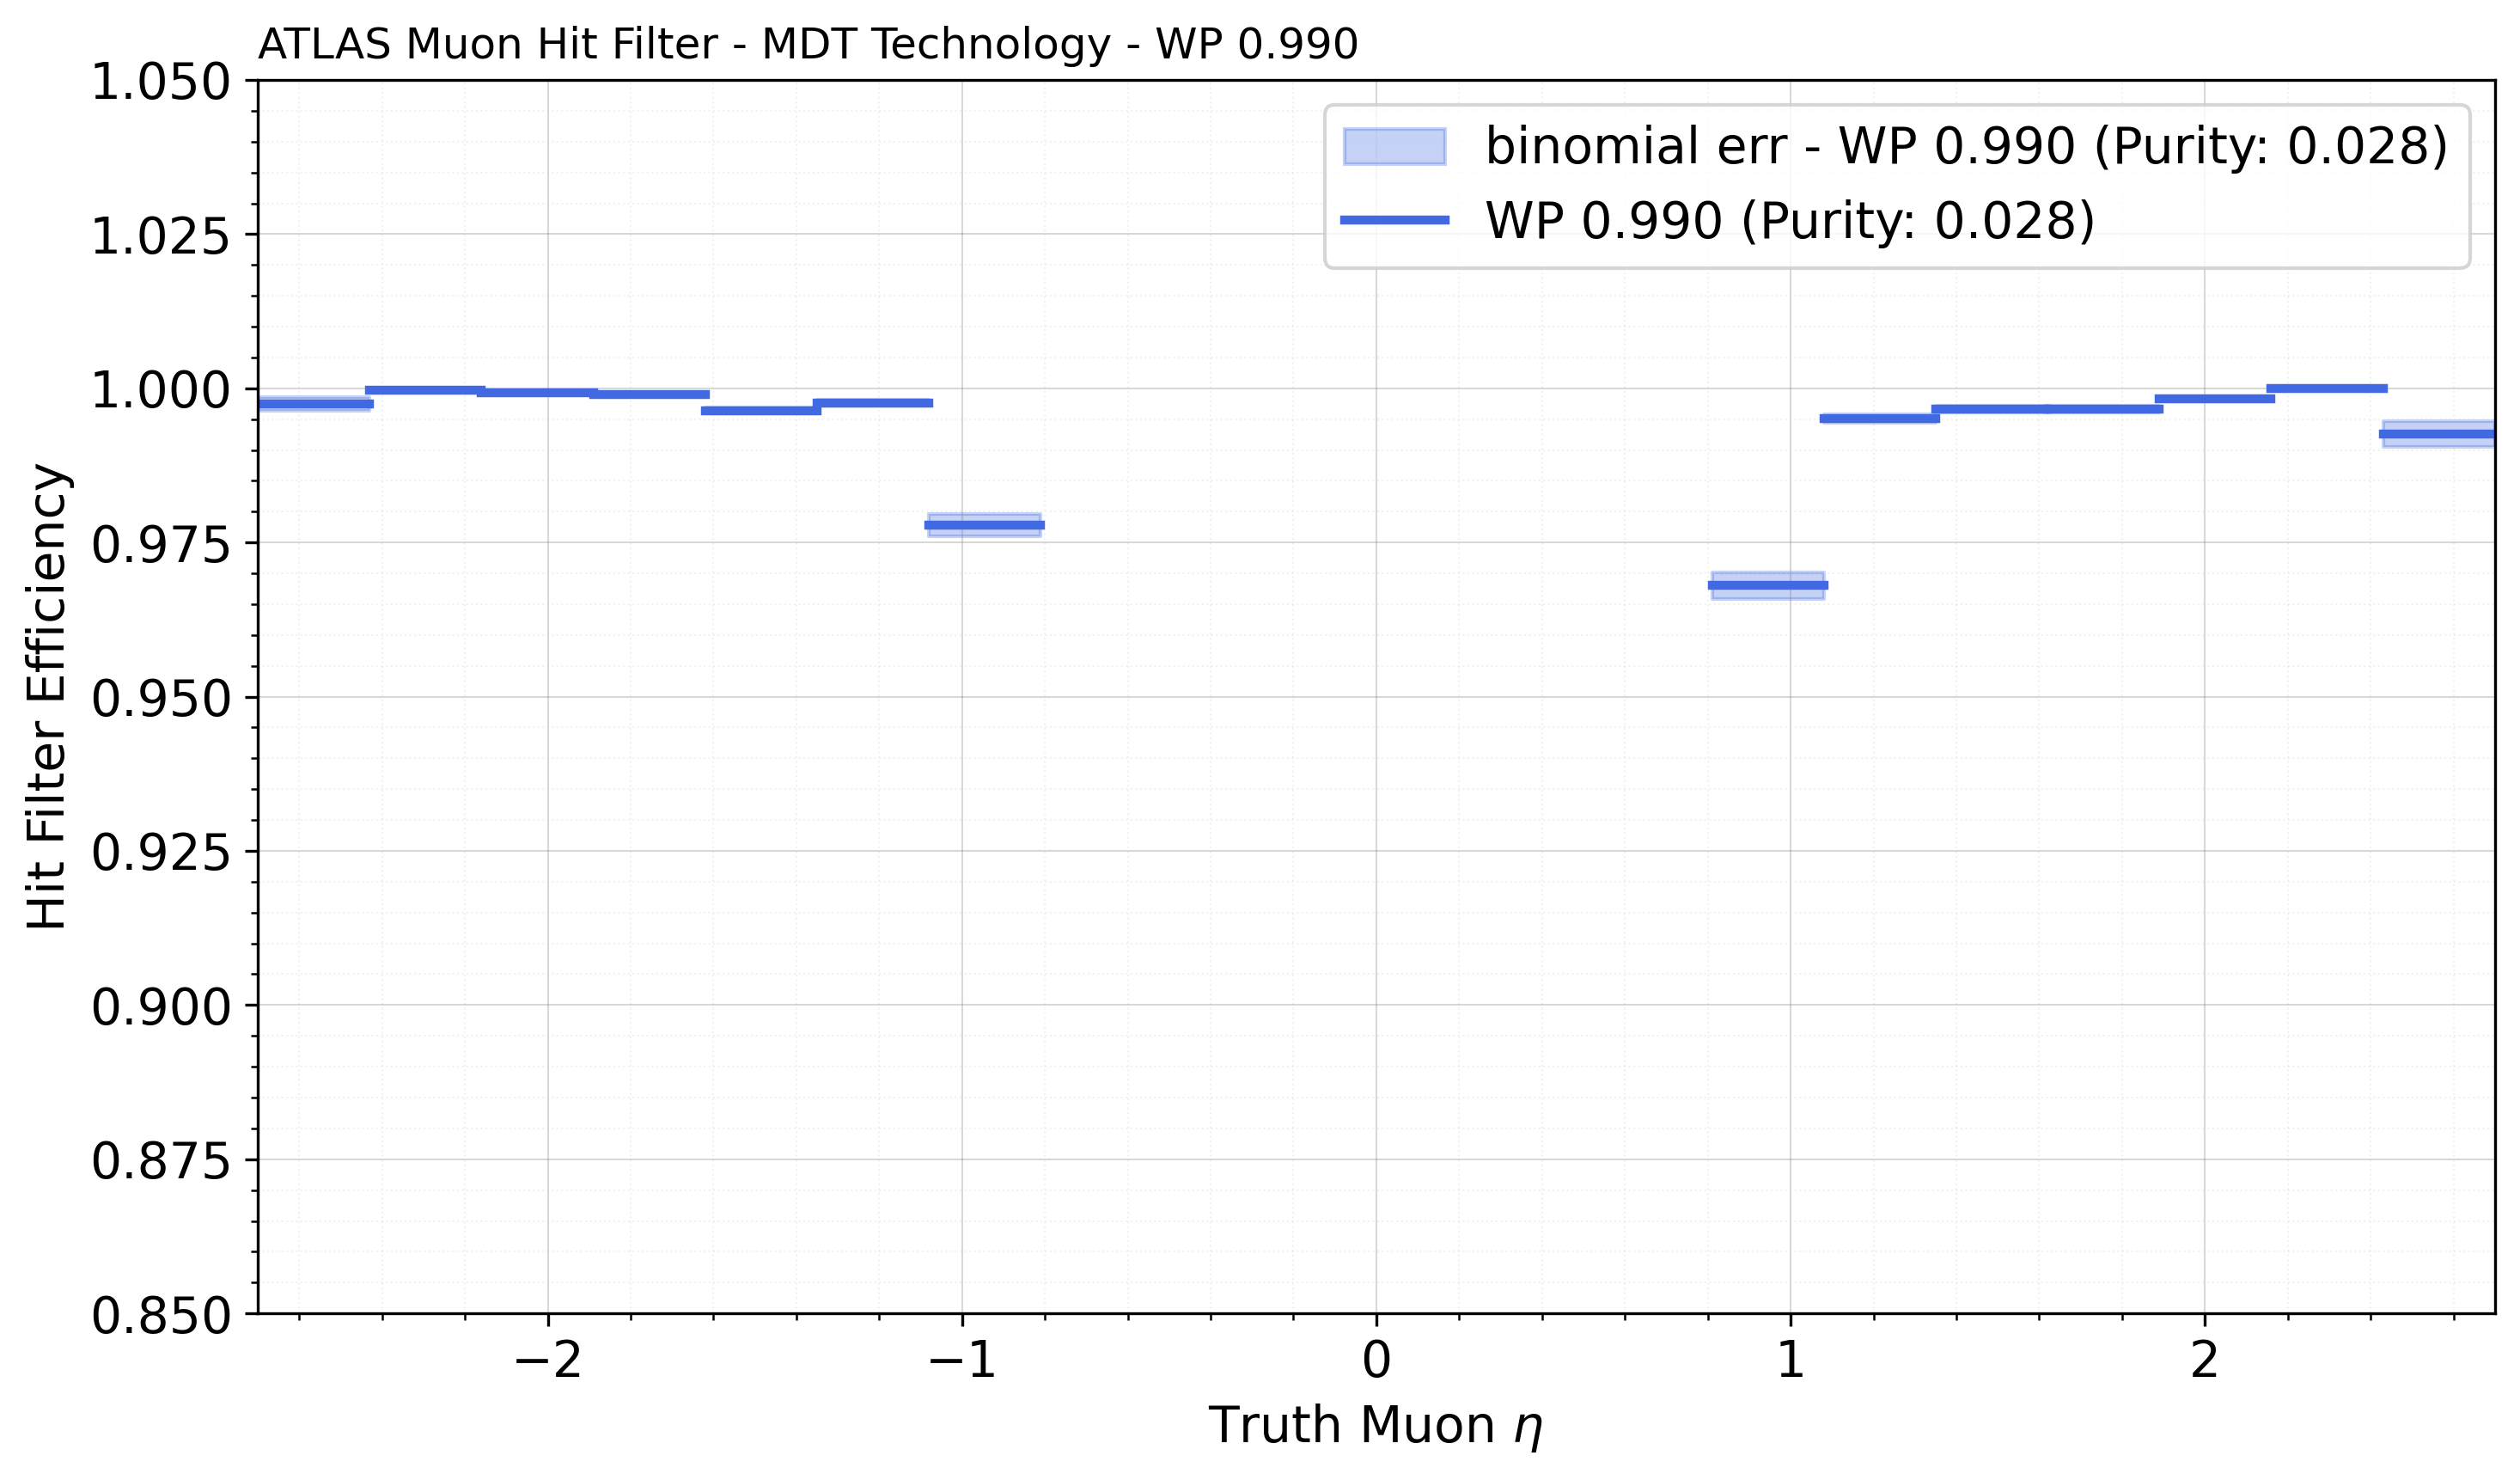 ATLAS Muon Hit Filter - MDT Technology - WP 0.990
1.050
1.025
1.000
0.975
0.950
0.925
0.900
0.875
0.850
Hit Filter Efficiency
binomial err - WP 0.990 (Purity: 0.028)
WP 0.990 (Purity: 0.028)
−2
−1
0
1
2
Truth Muon η